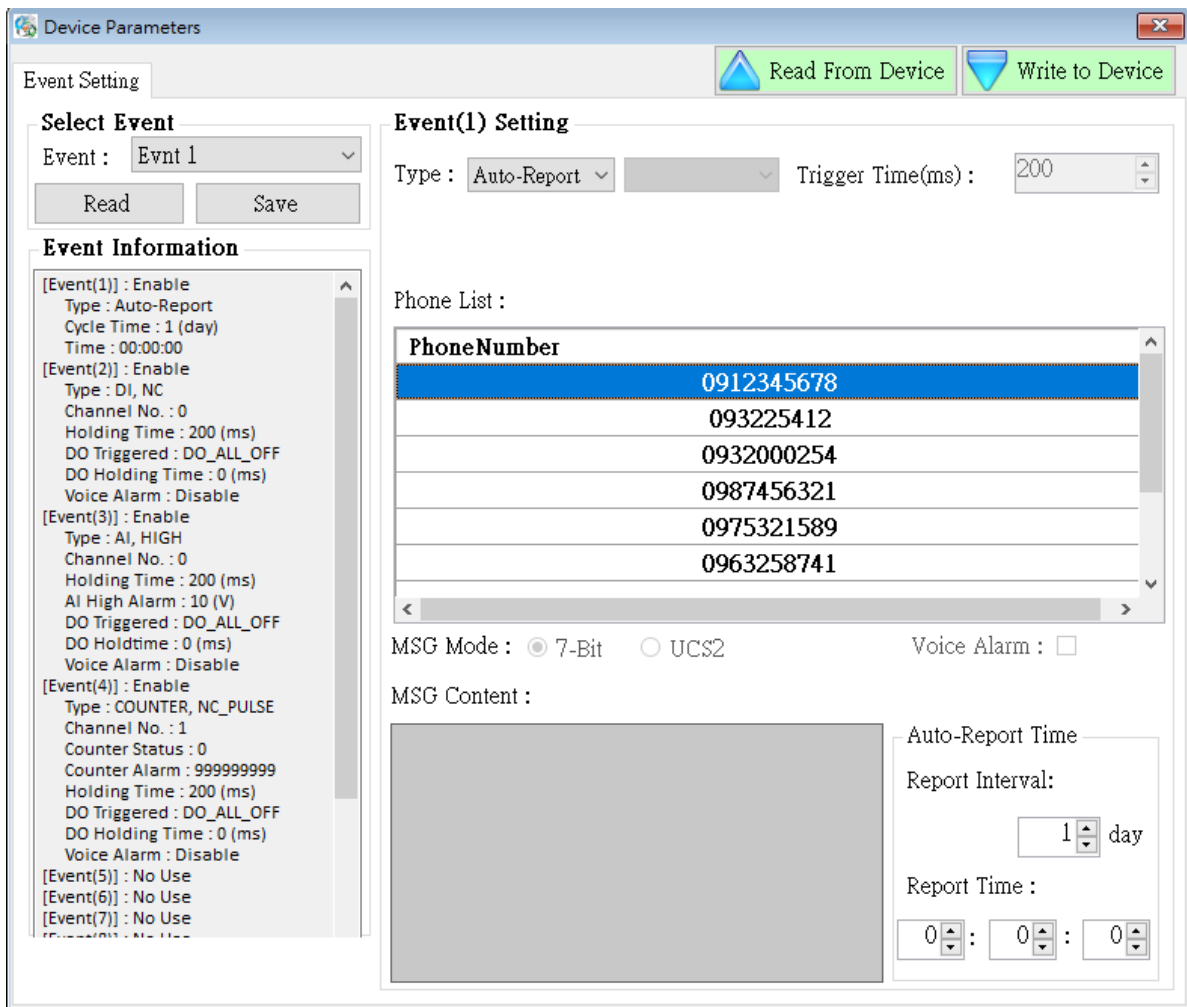 Device Parameters
Read From Device
Write to Device
Event Setting
Select Event
Event : Evnt 1
Read
Save
Event Information
[Event(1)] : Enable
Type : Auto-Report
Cycle Time : 1 (day)
Time : 00:00:00
[Event(2)] : Enable
Type : DI, NC
Channel No. : 0
Holding Time : 200 (ms)
DO Triggered : DO_ALL_OFF
DO Holding Time : 0 (ms)
Voice Alarm : Disable
[Event(3)] : Enable
Type : AI, HIGH
Channel No. : 0
Holding Time : 200 (ms)
AI High Alarm : 10 (V)
DO Triggered : DO_ALL_OFF
DO Holdtime : 0 (ms)
Voice Alarm : Disable
[Event(4)] : Enable
Type : COUNTER, NC_PULSE
Channel No. : 1
Counter Status : 0
Counter Alarm : 999999999
Holding Time : 200 (ms)
DO Triggered : DO_ALL_OFF
DO Holding Time : 0 (ms)
Voice Alarm : Disable
[Event(5)] : No Use
[Event(6)] : No Use
[Event(7)] : No Use
Event(1) Setting
Type : Auto-Report
Trigger Time(ms) : 200
Phone List :
PhoneNumber
0912345678
093225412
0932000254
0987456321
0975321589
0963258741
MSG Mode : 7-Bit UCS2
Voice Alarm :
MSG Content :
Auto-Report Time
Report Interval:
1 day
Report Time :
0 : 0 : 0